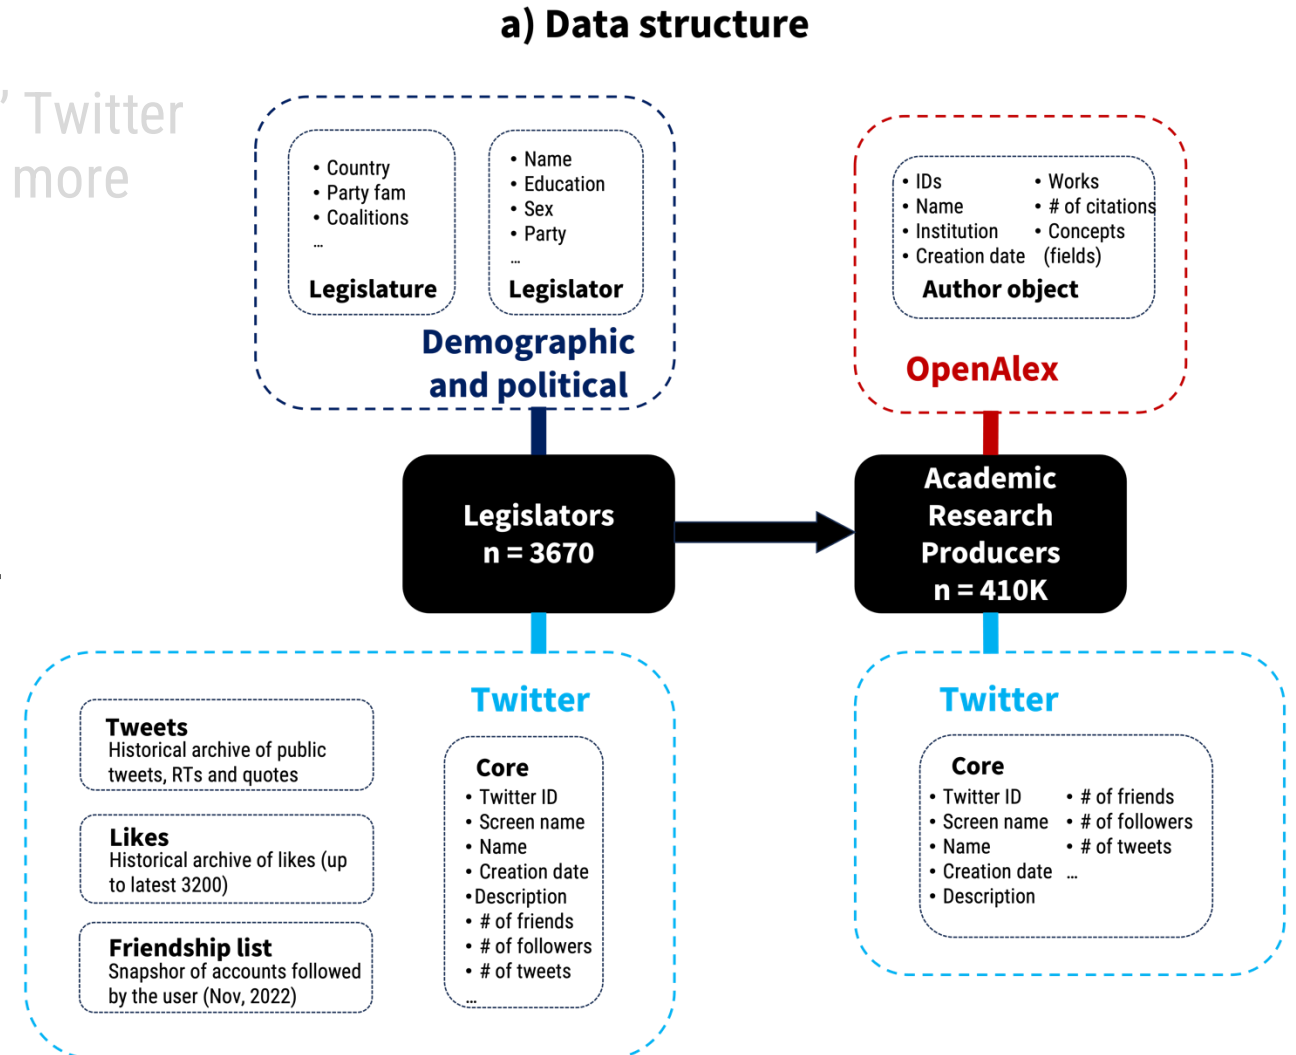 a) Data structure
’ Twitter
more
• Country
• Party fam
• Coalitions
…
Legislature
• Name
• Education
• Sex
• Party
…
Legislator
Demographic
and political
• IDs
• Name
• Institution
• Creation date
• Works
• # of citations
• Concepts
(fields)
Author object
OpenAlex
Legislators
n = 3670
Academic
Research
Producers
n = 410K
Twitter
Tweets
Historical archive of public
tweets, RTs and quotes
Likes
Historical archive of likes (up
to latest 3200)
Friendship list
Snapshor of accounts followed
by the user (Nov, 2022)
Core
• Twitter ID
• Screen name
• Name
• Creation date
•Description
• # of friends
• # of followers
• # of tweets
…
Twitter
Core
• Twitter ID
• Screen name
• Name
• Creation date
• Description
• # of friends
• # of followers
• # of tweets
…